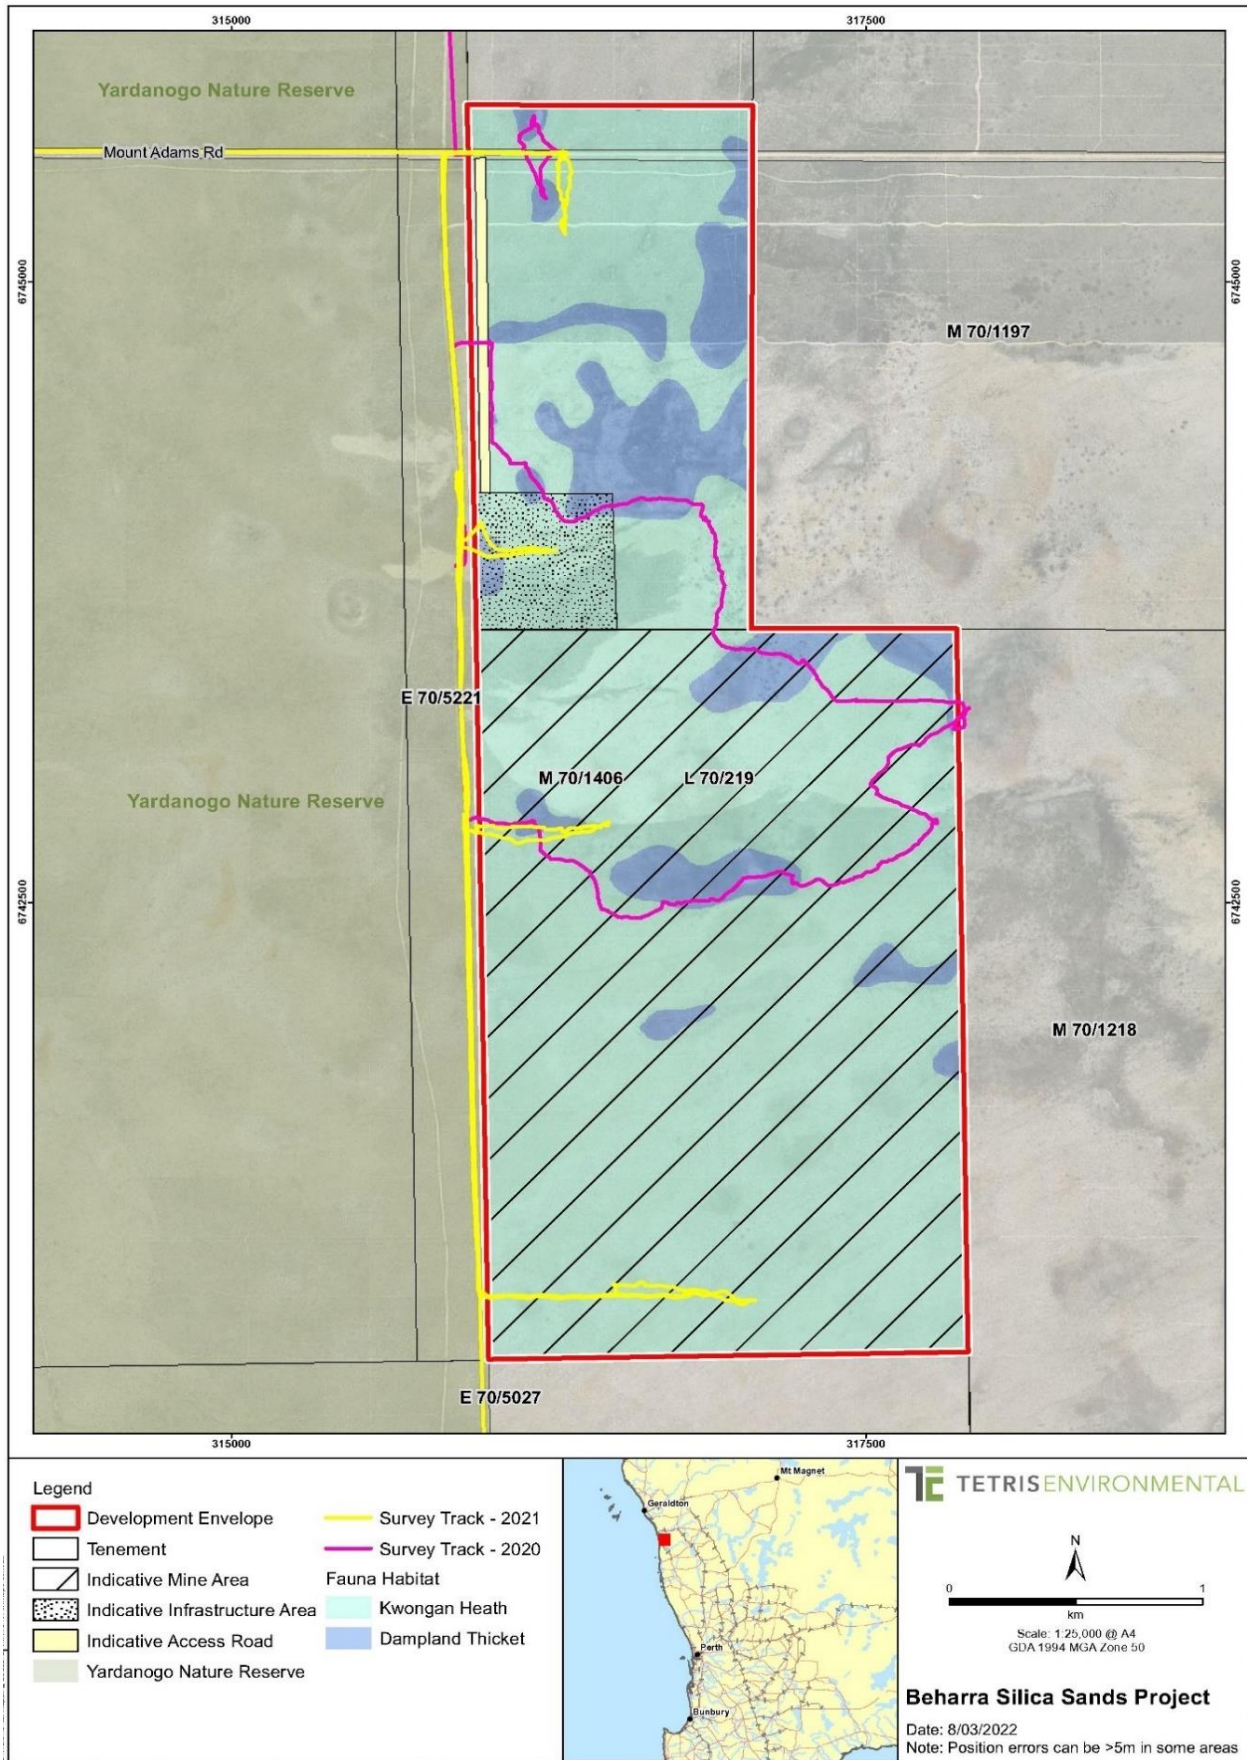 315000
317500
Yardanogo Nature Reserve
Mount Adams Rd
6745000
6745000
M 70/1197
E 70/5221
M 70/1406
L 70/219
Yardanogo Nature Reserve
6742500
6742500
M 70/1218
E 70/5027
315000
317500
Legend
Development Envelope
Tenement
Indicative Mine Area
Indicative Infrastructure Area
Indicative Access Road
Yardanogo Nature Reserve
Survey Track - 2021
Survey Track - 2020
Fauna Habitat
Kwongan Heath
Dampland Thicket
Mt Magnet
Geraldton
Perth
Bunbury
TE TETRIS ENVIRONMENTAL
N
0 1
km
Scale: 1:25,000 @ A4
GDA 1994 MGA Zone 50
Beharra Silica Sands Project
Date: 8/03/2022
Note: Position errors can be >5m in some areas